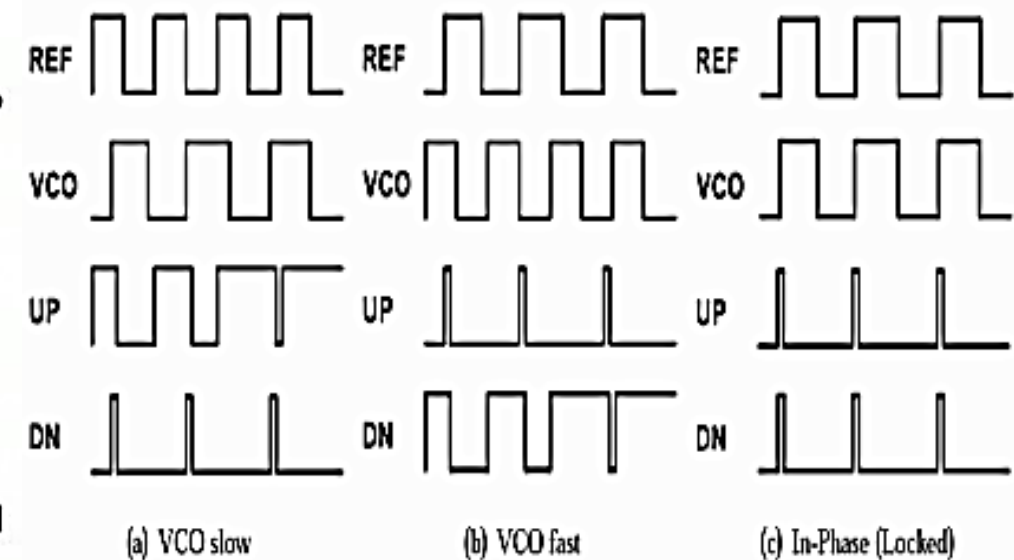 REF REF REF
VCO VCO VCO
UP UP UP
DN DN DN
(a) VCO slow (b) VCO fast (c) In-Phase (Locked)